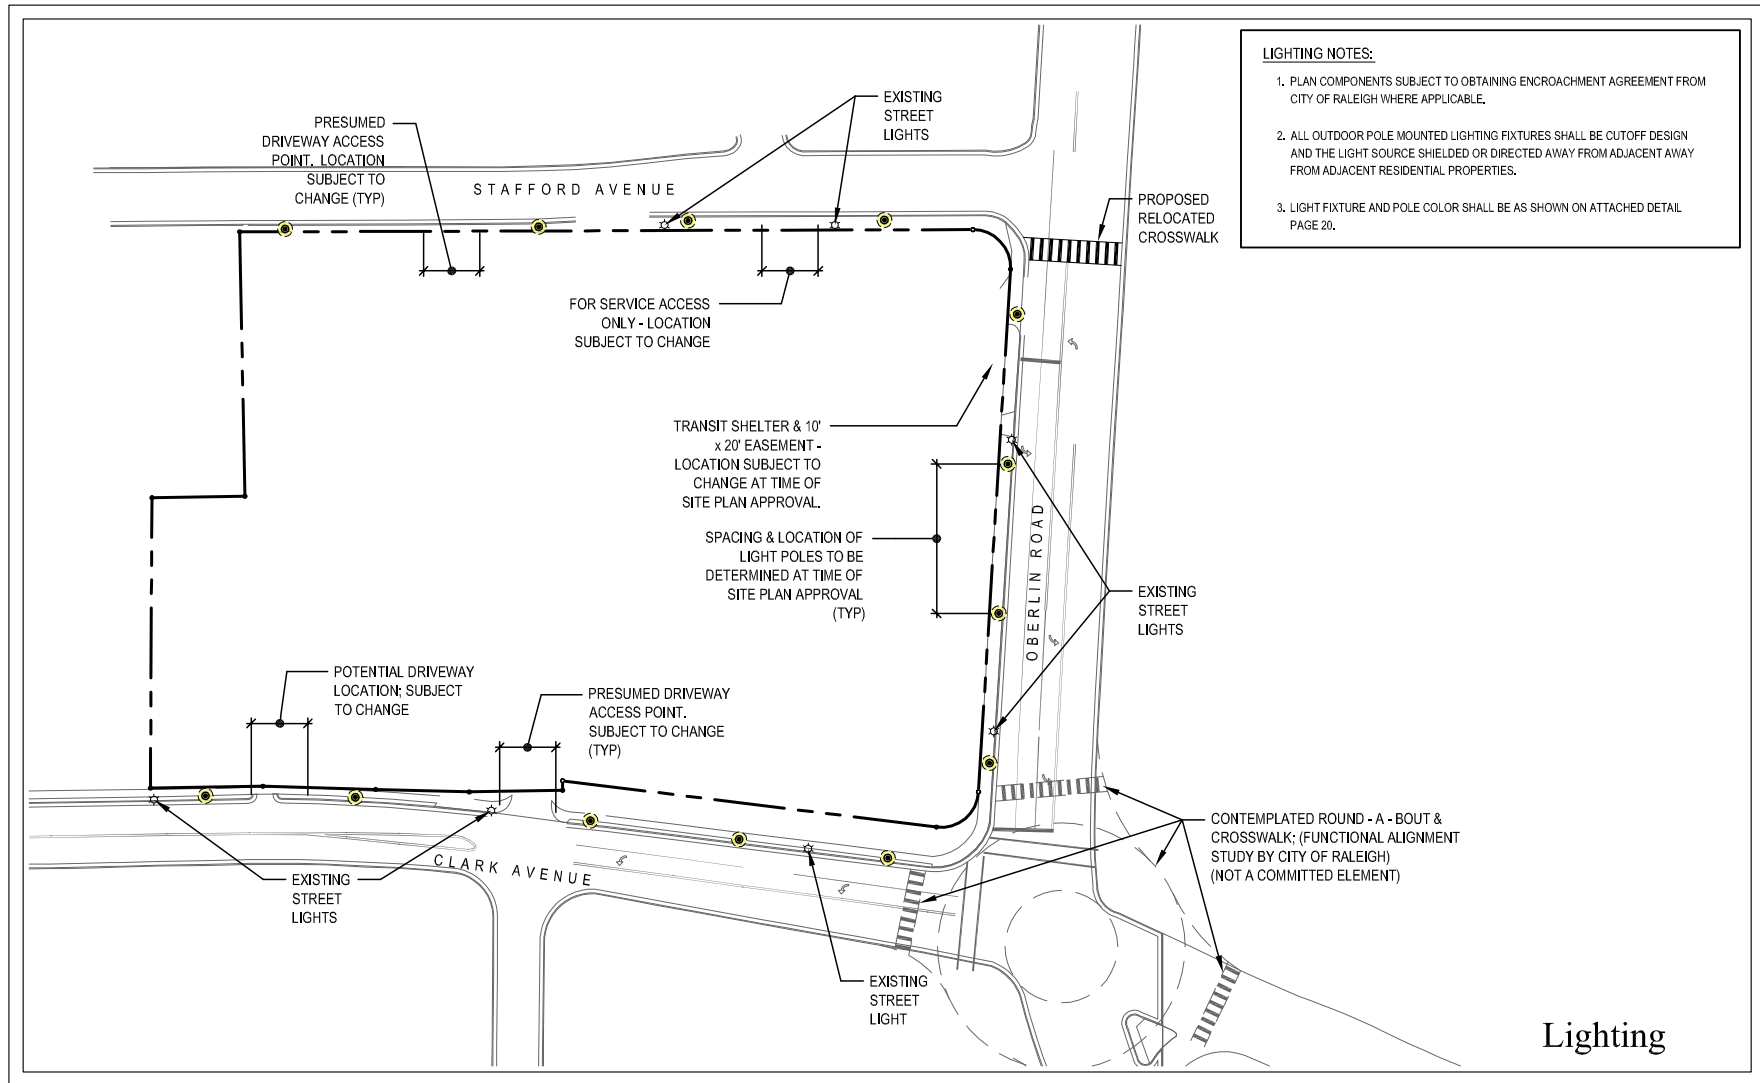 LIGHTING NOTES:
1. PLAN COMPONENTS SUBJECT TO OBTAINING ENCROACHMENT AGREEMENT FROM
CITY OF RALEIGH WHERE APPLICABLE.
2. ALL OUTDOOR POLE MOUNTED LIGHTING FIXTURES SHALL BE CUTOFF DESIGN
AND THE LIGHT SOURCE SHIELDED OR DIRECTED AWAY FROM ADJACENT AWAY
FROM ADJACENT RESIDENTIAL PROPERTIES.
3. LIGHT FIXTURE AND POLE COLOR SHALL BE AS SHOWN ON ATTACHED DETAIL
PAGE 20.
EXISTING
STREET
LIGHTS
PRESUMED
DRIVEWAY ACCESS
POINT. LOCATION
SUBJECT TO
CHANGE (TYP)
STAFFORD AVENUE
PROPOSED
RELOCATED
CROSSWALK
FOR SERVICE ACCESS
ONLY - LOCATION
SUBJECT TO CHANGE
TRANSIT SHELTER & 10'
x 20' EASEMENT -
LOCATION SUBJECT TO
CHANGE AT TIME OF
SITE PLAN APPROVAL.
SPACING & LOCATION OF
LIGHT POLES TO BE
DETERMINED AT TIME OF
SITE PLAN APPROVAL
(TYP)
OBERLIN ROAD
EXISTING
STREET
LIGHTS
POTENTIAL DRIVEWAY
LOCATION; SUBJECT
TO CHANGE
PRESUMED DRIVEWAY
ACCESS POINT.
SUBJECT TO CHANGE
(TYP)
CONTEMPLATED ROUND - A - BOUT &
CROSSWALK; (FUNCTIONAL ALIGNMENT
STUDY BY CITY OF RALEIGH)
(NOT A COMMITTED ELEMENT)
CLARK AVENUE
EXISTING
STREET
LIGHTS
EXISTING
STREET
LIGHT
Lighting